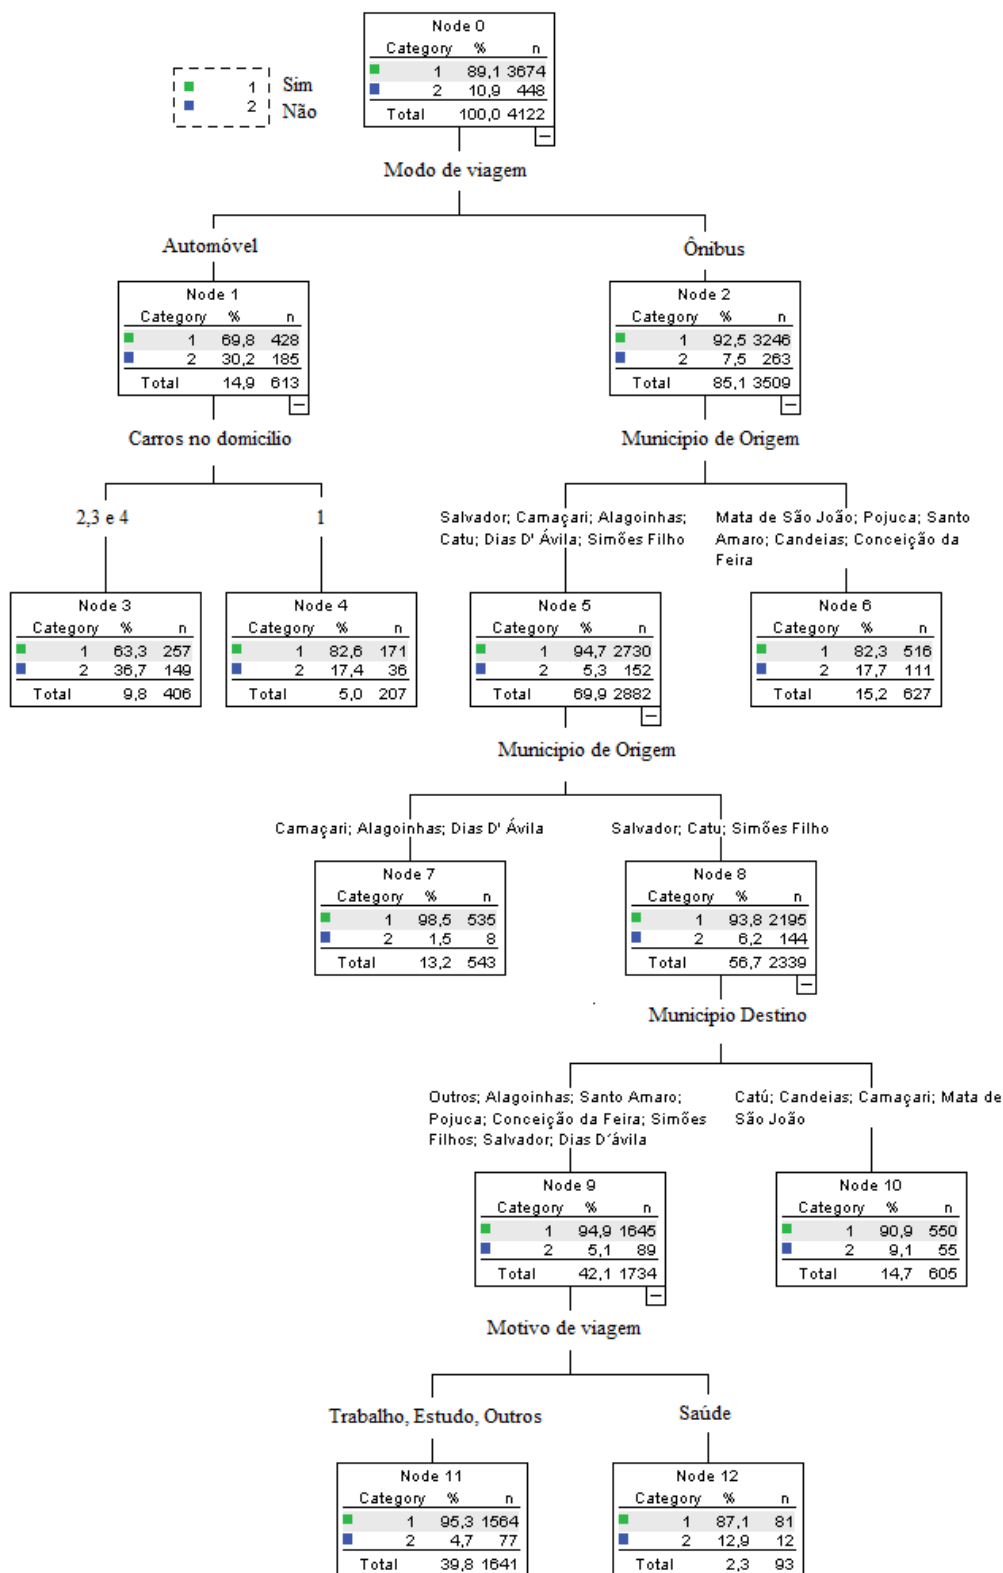 Node 0
Category % n
1 89,1 3674
2 10,9 448
Total 100,0 4122
1 Sim
2 Não
Modo de viagem
Automóvel
Ônibus
Node 1
Category % n
1 69,8 428
2 30,2 185
Total 14,9 613
Node 2
Category % n
1 92,5 3246
2 7,5 263
Total 85,1 3509
Carros no domicílio
Municipio de Origem
2,3 e 4
1
Salvador; Camaçari; Alagoinhas;
Catu; Dias D' Ávila; Simões Filho
Mata de São João; Pojuca; Santo
Amaro; Candeias; Conceição da
Feira
Node 3
Category % n
1 63,3 257
2 36,7 149
Total 9,8 406
Node 4
Category % n
1 82,6 171
2 17,4 36
Total 5,0 207
Node 5
Category % n
1 94,7 2730
2 5,3 152
Total 69,9 2882
Node 6
Category % n
1 82,3 516
2 17,7 111
Total 15,2 627
Municipio de Origem
Camaçari; Alagoinhas; Dias D' Ávila
Salvador; Catu; Simões Filho
Node 7
Category % n
1 98,5 535
2 1,5 8
Total 13,2 543
Node 8
Category % n
1 93,8 2195
2 6,2 144
Total 56,7 2339
Município Destino
Outros; Alagoinhas; Santo Amaro;
Pojuca; Conceição da Feira; Simões
Filhos; Salvador; Dias D´ávila
Catú; Candeias; Camaçari; Mata de
São João
Node 9
Category % n
1 94,9 1645
2 5,1 89
Total 42,1 1734
Node 10
Category % n
1 90,9 550
2 9,1 55
Total 14,7 605
Motivo de viagem
Trabalho, Estudo, Outros
Saúde
Node 11
Category % n
1 95,3 1564
2 4,7 77
Total 39,8 1641
Node 12
Category % n
1 87,1 81
2 12,9 12
Total 2,3 93